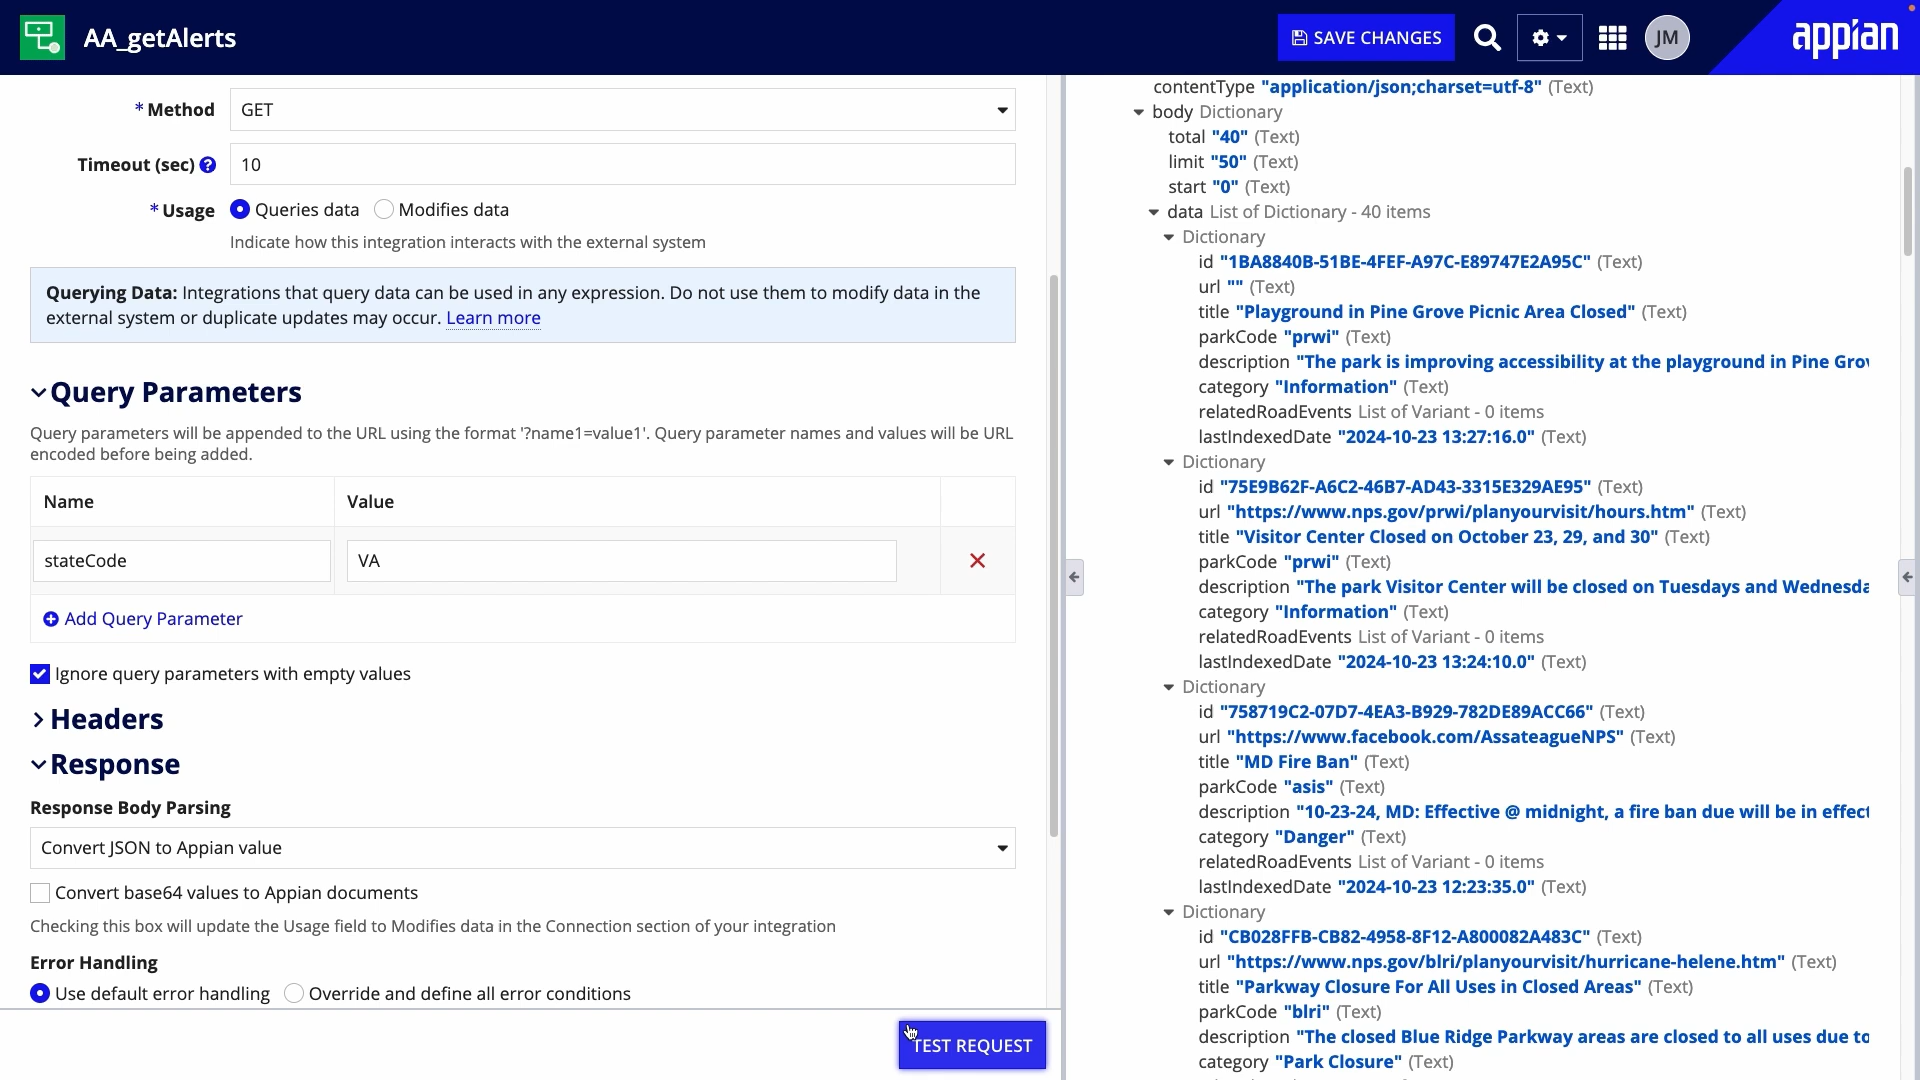 AA_getAlerts
SAVE CHANGES
JM
appian
* Method
GET
Timeout (sec)
10
* Usage
Queries data
Modifies data
Indicate how this integration interacts with the external system
Querying Data: Integrations that query data can be used in any expression. Do not use them to modify data in the
external system or duplicate updates may occur. Learn more
Query Parameters
Query parameters will be appended to the URL using the format '?name1=value1'. Query parameter names and values will be URL
encoded before being added.
Name
Value
stateCode
VA
Add Query Parameter
Ignore query parameters with empty values
Headers
Response
Response Body Parsing
Convert JSON to Appian value
Convert base64 values to Appian documents
Checking this box will update the Usage field to Modifies data in the Connection section of your integration
Error Handling
Use default error handling
Override and define all error conditions
TEST REQUEST
contentType "application/json;charset=utf-8" (Text)
body Dictionary
total "40" (Text)
limit "50" (Text)
start "0" (Text)
data List of Dictionary - 40 items
Dictionary
id "1BA8840B-51BE-4FEF-A97C-E89747E2A95C" (Text)
url "" (Text)
title "Playground in Pine Grove Picnic Area Closed" (Text)
parkCode "prwi" (Text)
description "The park is improving accessibility at the playground in Pine Grov
category "Information" (Text)
relatedRoadEvents List of Variant - 0 items
lastIndexedDate "2024-10-23 13:27:16.0" (Text)
Dictionary
id "75E9B62F-A6C2-46B7-AD43-3315E329AE95" (Text)
url "https://www.nps.gov/prwi/planyourvisit/hours.htm" (Text)
title "Visitor Center Closed on October 23, 29, and 30" (Text)
parkCode "prwi" (Text)
description "The park Visitor Center will be closed on Tuesdays and Wednesda
category "Information" (Text)
relatedRoadEvents List of Variant - 0 items
lastIndexedDate "2024-10-23 13:24:10.0" (Text)
Dictionary
id "758719C2-07D7-4EA3-B929-782DE89ACC66" (Text)
url "https://www.facebook.com/AssateagueNPS" (Text)
title "MD Fire Ban" (Text)
parkCode "asis" (Text)
description "10-23-24, MD: Effective @ midnight, a fire ban due will be in effect
category "Danger" (Text)
relatedRoadEvents List of Variant - 0 items
lastIndexedDate "2024-10-23 12:23:35.0" (Text)
Dictionary
id "CB028FFB-CB82-4958-8F12-A800082A483C" (Text)
url "https://www.nps.gov/blri/planyourvisit/hurricane-helene.htm" (Text)
title "Parkway Closure For All Uses in Closed Areas" (Text)
parkCode "blri" (Text)
description "The closed Blue Ridge Parkway areas are closed to all uses due to
category "Park Closure" (Text)